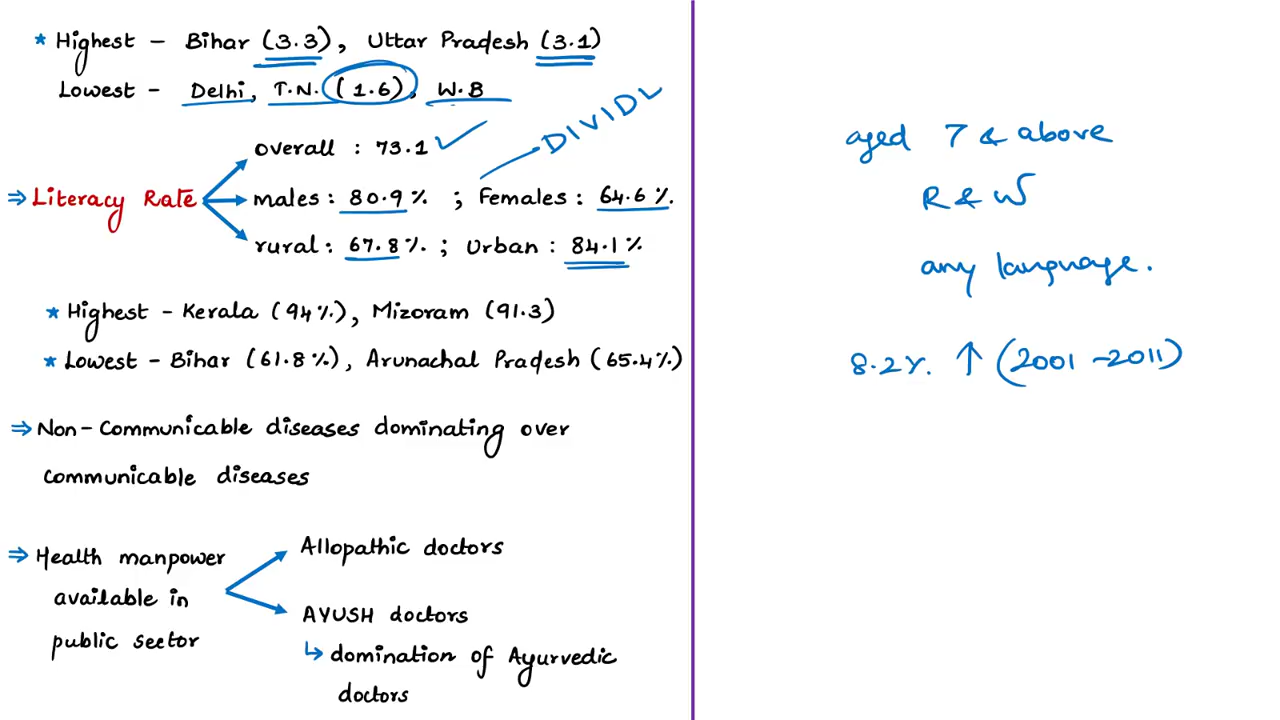 * Highest - Bihar (3.3), Uttar Pradesh (3.1)
Lowest - Delhi, T.N. (1.6), W.B
DIVIDE
overall : 73.1
⇒ Literacy Rate
males : 80.9% ; Females : 64.6%.
rural : 67.8%. ; Urban : 84.1%
* Highest - Kerala (94%), Mizoram (91.3)
* Lowest - Bihar (61.8%), Arunachal Pradesh (65.4%)
⇒ Non-Communicable diseases dominating over
communicable diseases
⇒ Health manpower
available in
public sector
Allopathic doctors
AYUSH doctors
↳ domination of Ayurvedic
doctors
aged 7 & above
R & W
any language.
8.2%. ↑ (2001 - 2011)